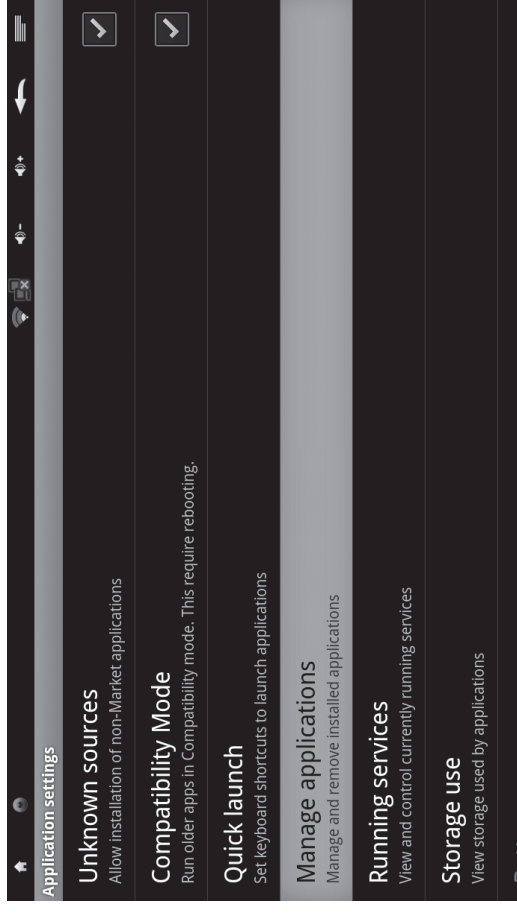 Application settings
Unknown sources
Allow installation of non-Market applications
Compatibility Mode
Run older apps in Compatibility mode. This require rebooting.
Quick launch
Set keyboard shortcuts to launch applications
Manage applications
Manage and remove installed applications
Running services
View and control currently running services
Storage use
View storage used by applications